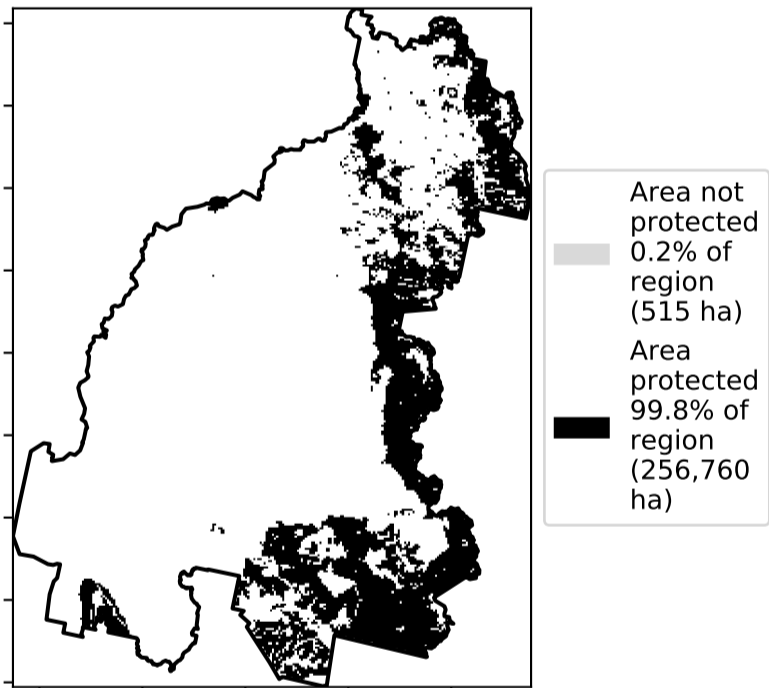 Area not
protected
0.2% of
region
(515 ha)
Area
protected
99.8% of
region
(256,760
ha)